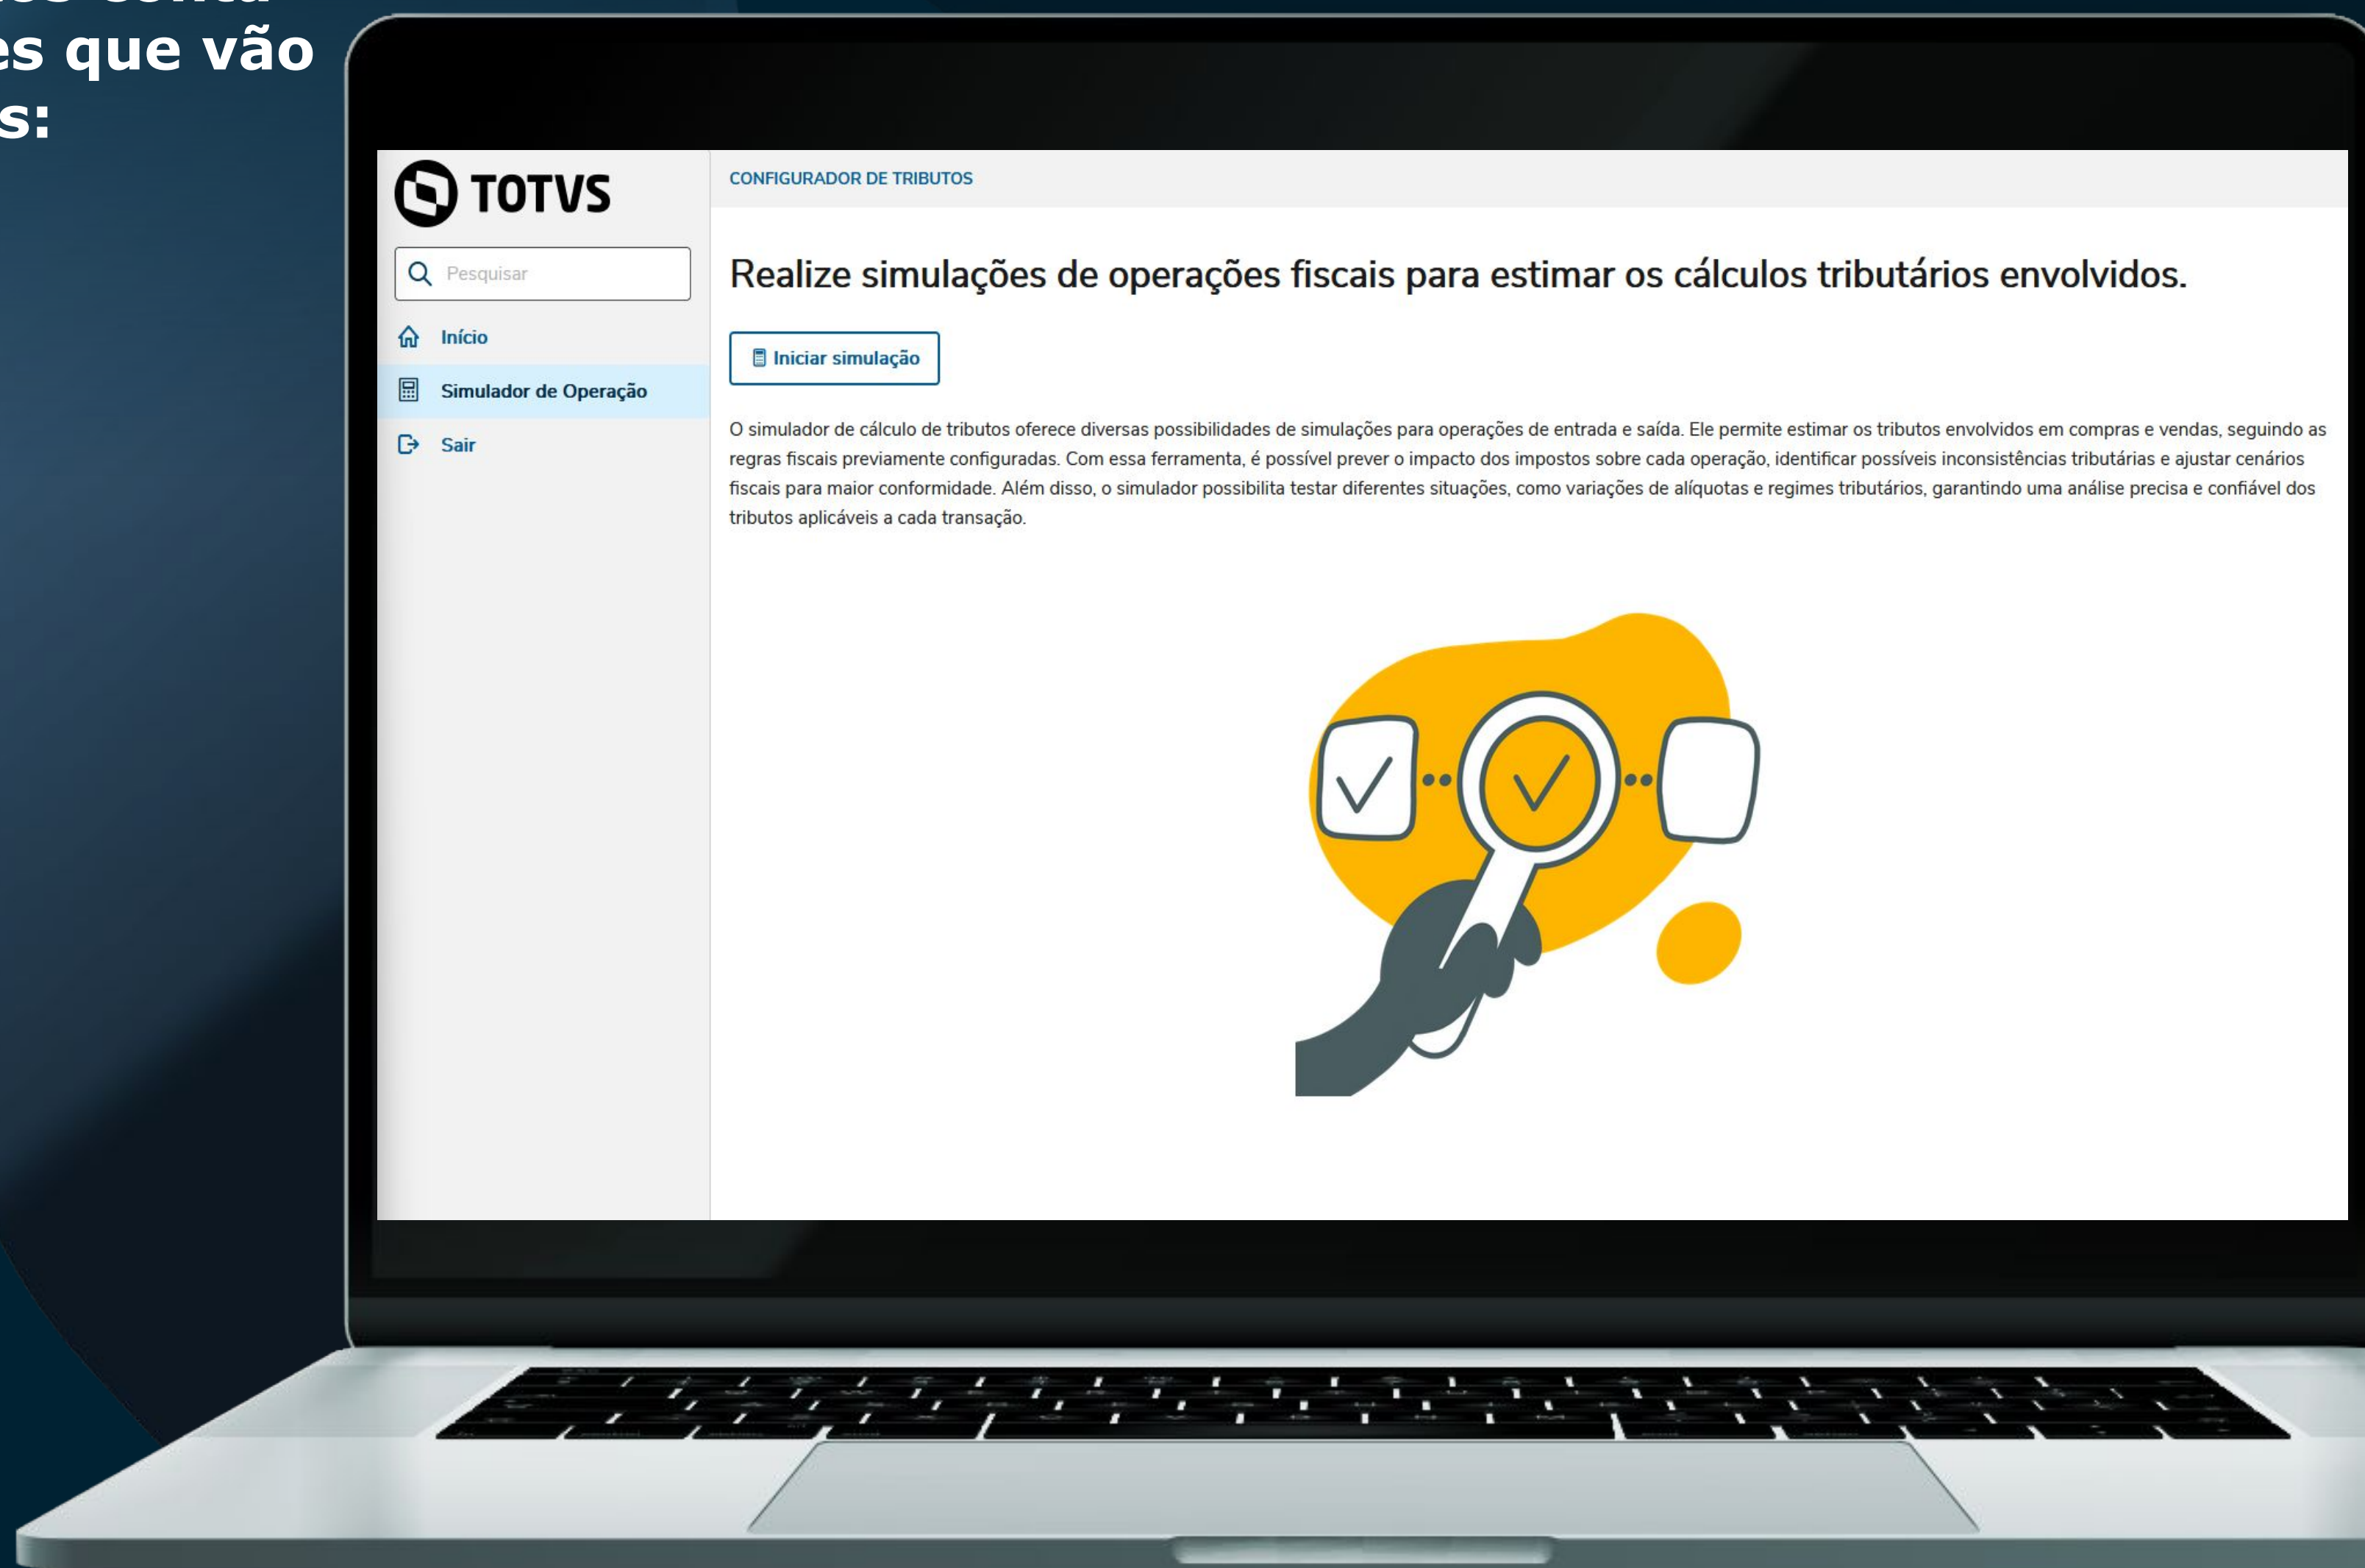 es que vão
s:
TOTVS
Pesquisar
Início
Simulador de Operação
Sair
CONFIGURADOR DE TRIBUTOS
Realize simulações de operações fiscais para estimar os cálculos tributários envolvidos.
Iniciar simulação
O simulador de cálculo de tributos oferece diversas possibilidades de simulações para operações de entrada e saída. Ele permite estimar os tributos envolvidos em compras e vendas, seguindo as
regras fiscais previamente configuradas. Com essa ferramenta, é possível prever o impacto dos impostos sobre cada operação, identificar possíveis inconsistências tributárias e ajustar cenários
fiscais para maior conformidade. Além disso, o simulador possibilita testar diferentes situações, como variações de alíquotas e regimes tributários, garantindo uma análise precisa e confiável dos
tributos aplicáveis a cada transação.